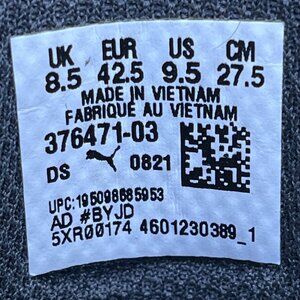 UK EUR US CM
8.5 42.5 9.5 27.5
MADE IN VIETNAM
FABRIQUÉ AU VIETNAM
376471-03
DS 0821
UPC:195098685953
AD #BYJD
5XR00174 4601230389_1